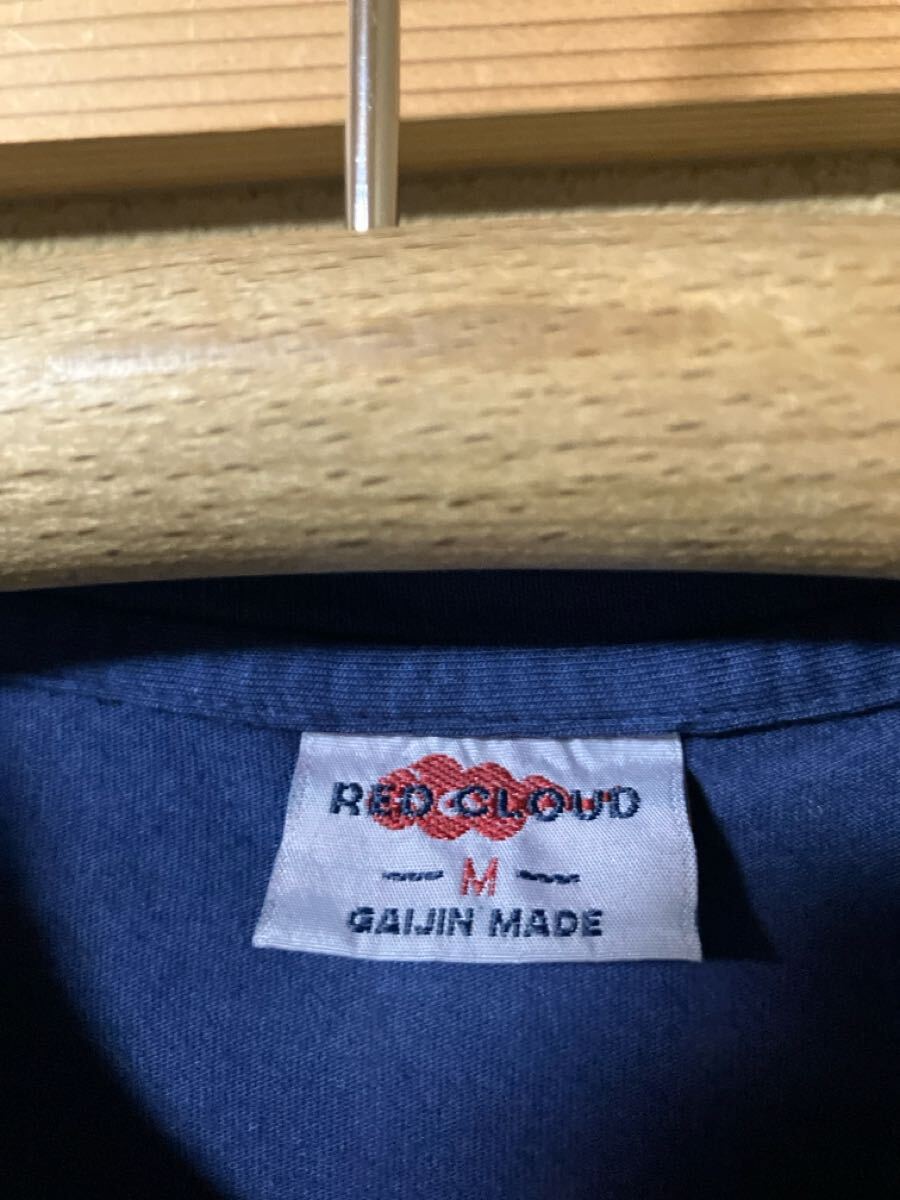 RED CLOUD
— M —
GAIJIN MADE